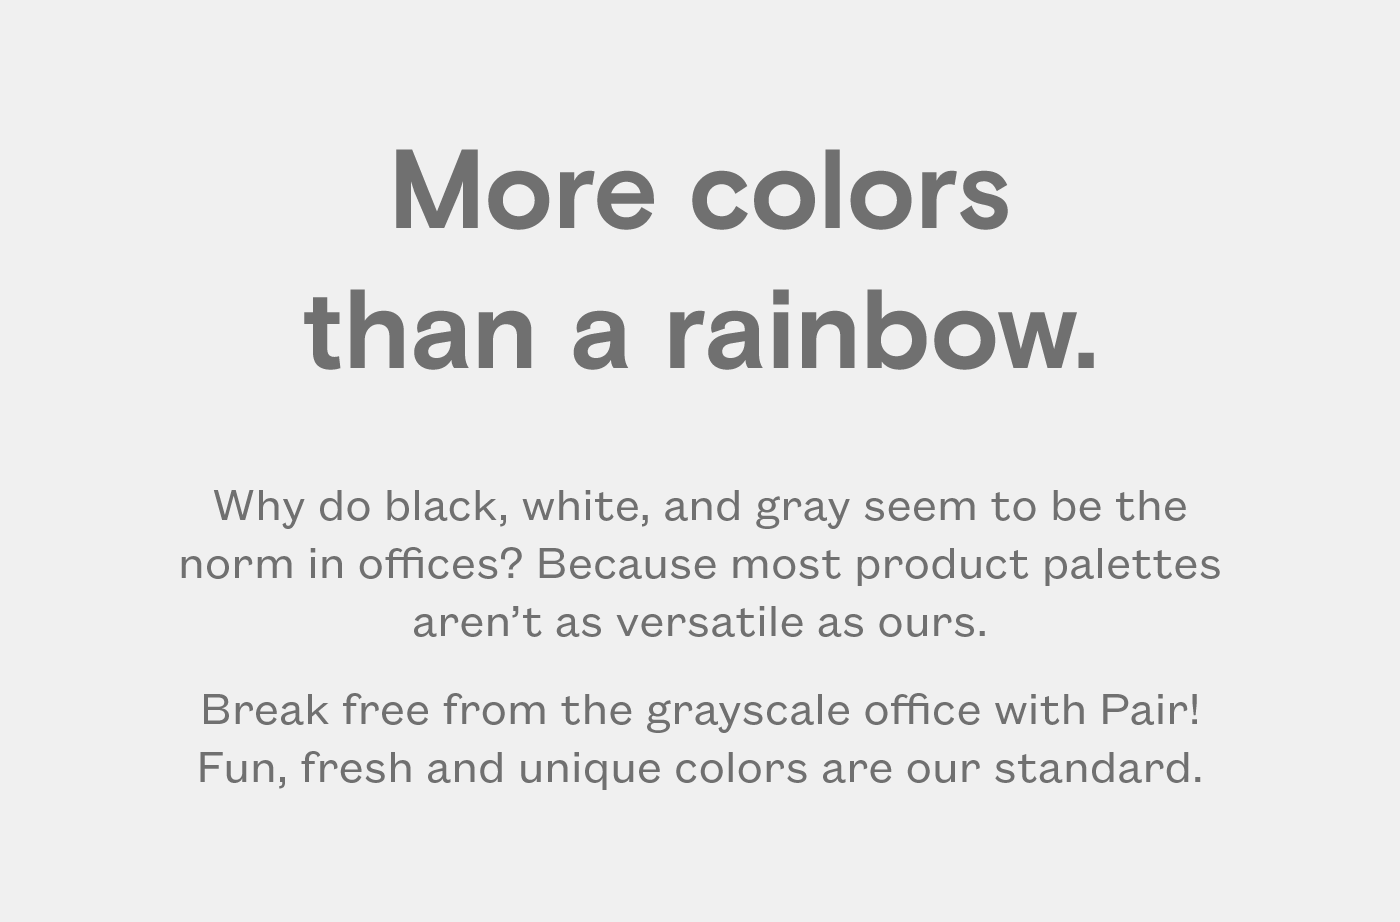 More colors
than a rainbow.
Why do black, white, and gray seem to be the
norm in offices? Because most product palettes
aren’t as versatile as ours.
Break free from the grayscale office with Pair!
Fun, fresh and unique colors are our standard.